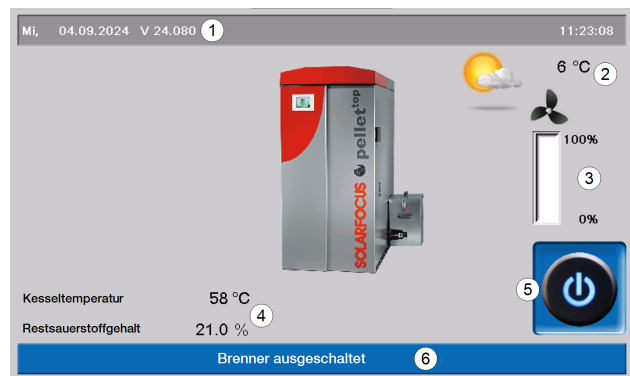 Mi, 04.09.2024 V 24.080 1 11:23:08
6 °C 2
pellet top
SOLARFOCUS
100%
3
0%
5
Kesseltemperatur 58 °C
4
Restsauerstoffgehalt 21.0 %
Brenner ausgeschaltet 6